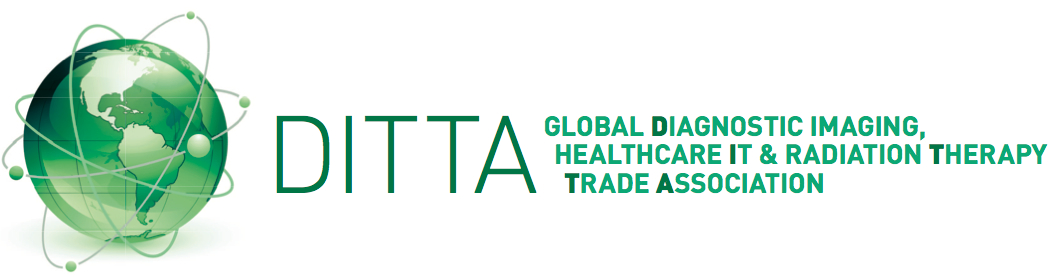 DITTA
GLOBAL DIAGNOSTIC IMAGING,
HEALTHCARE IT & RADIATION THERAPY
TRADE ASSOCIATION